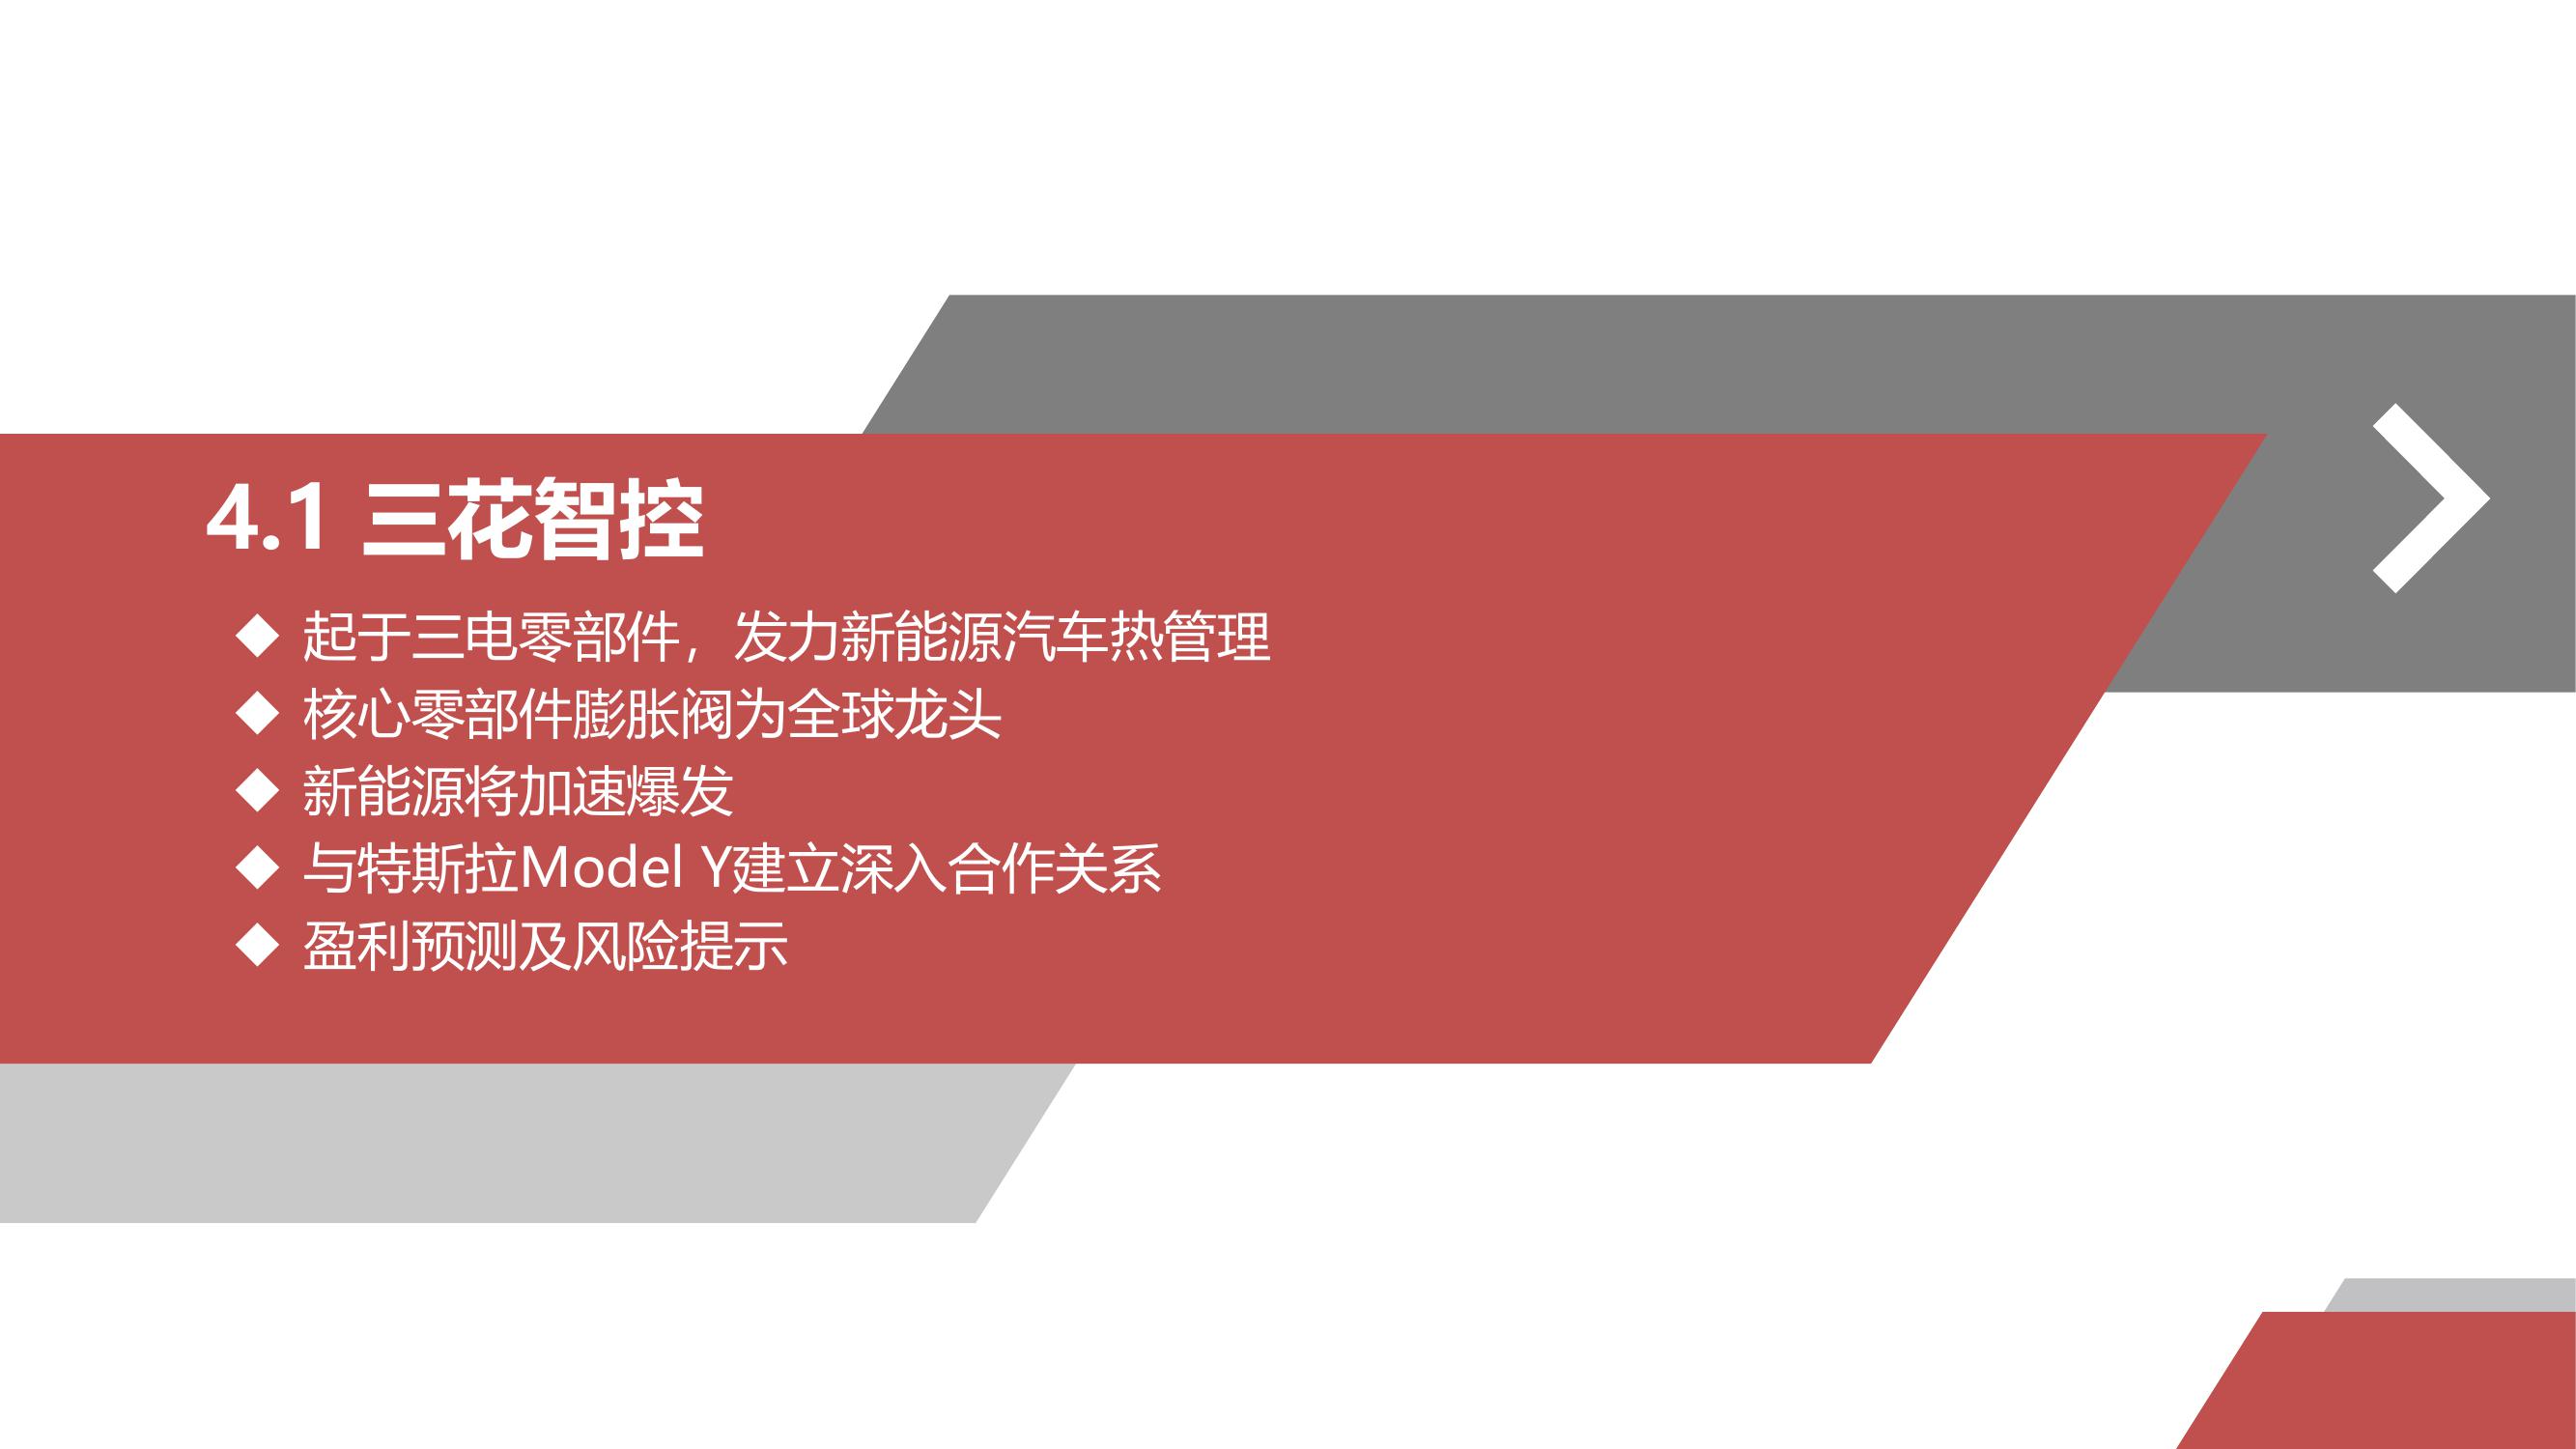 4.1 三花智控
◆ 起于三电零部件，发力新能源汽车热管理
◆ 核心零部件膨胀阀为全球龙头
◆ 新能源将加速爆发
◆ 与特斯拉Model Y建立深入合作关系
◆ 盈利预测及风险提示